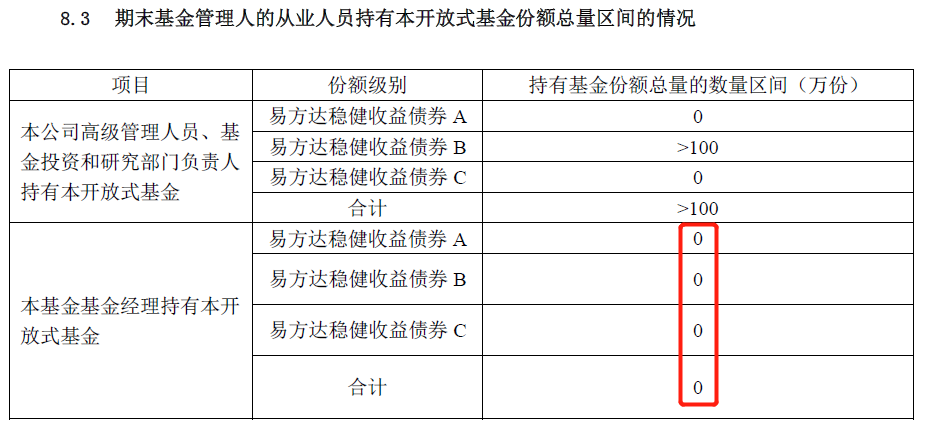 8.3 期末基金管理人的从业人员持有本开放式基金份额总量区间的情况
项目 份额级别 持有基金份额总量的数量区间（万份）
本公司高级管理人员、基
金投资和研究部门负责人
持有本开放式基金
易方达稳健收益债券 A 0
易方达稳健收益债券 B >100
易方达稳健收益债券 C 0
合计 >100
本基金基金经理持有本开
放式基金
易方达稳健收益债券 A 0
易方达稳健收益债券 B 0
易方达稳健收益债券 C 0
合计 0